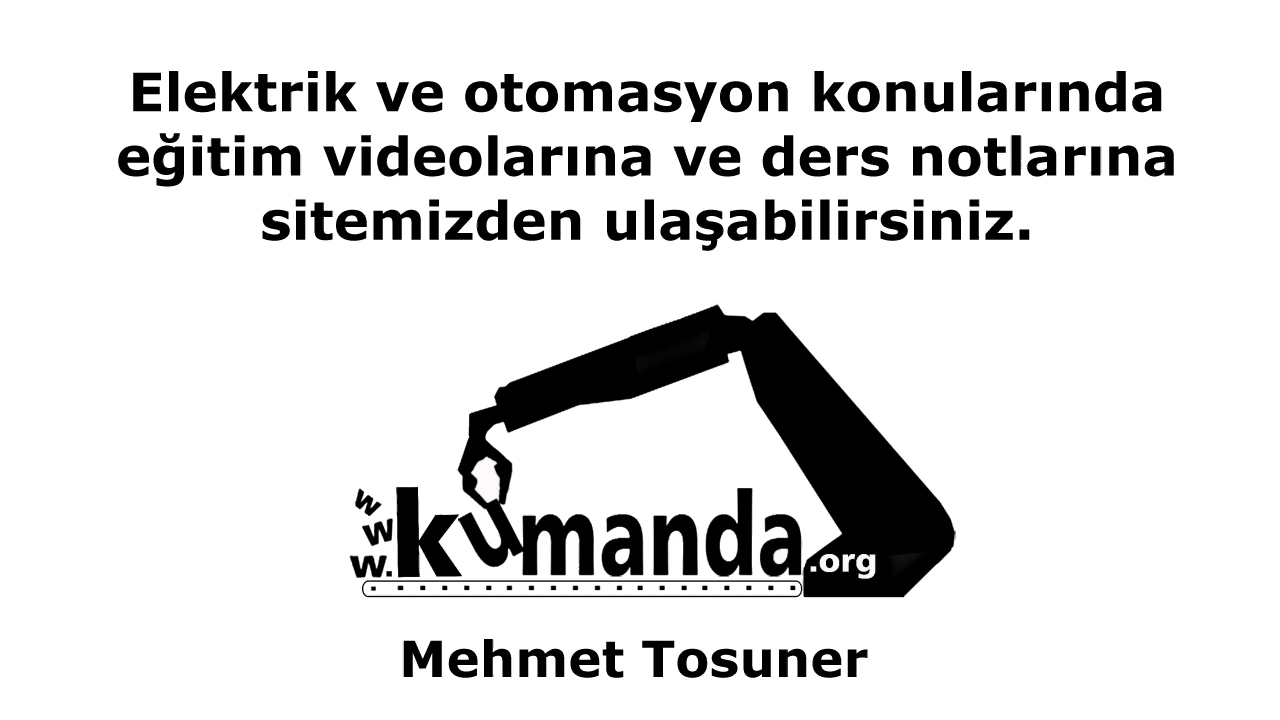 Elektrik ve otomasyon konularında
eğitim videolarına ve ders notlarına
sitemizden ulaşabilirsiniz.
www.kumanda.org
Mehmet Tosuner